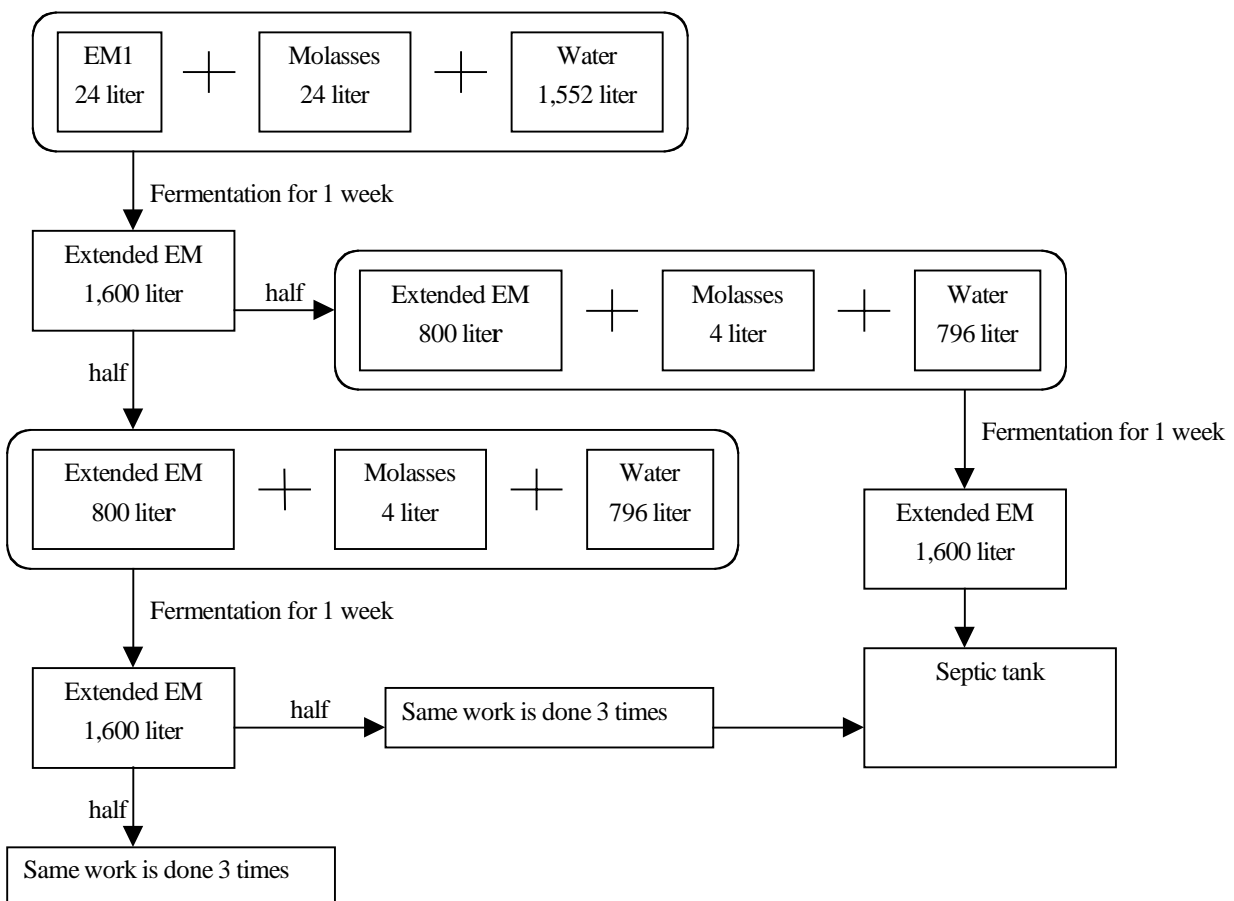 EM1
24 liter
Molasses
24 liter
Water
1,552 liter
Fermentation for 1 week
Extended EM
1,600 liter
half
Extended EM
800 liter
Molasses
4 liter
Water
796 liter
half
Fermentation for 1 week
Extended EM
800 liter
Molasses
4 liter
Water
796 liter
Extended EM
1,600 liter
Fermentation for 1 week
Septic tank
Extended EM
1,600 liter
half
Same work is done 3 times
half
Same work is done 3 times